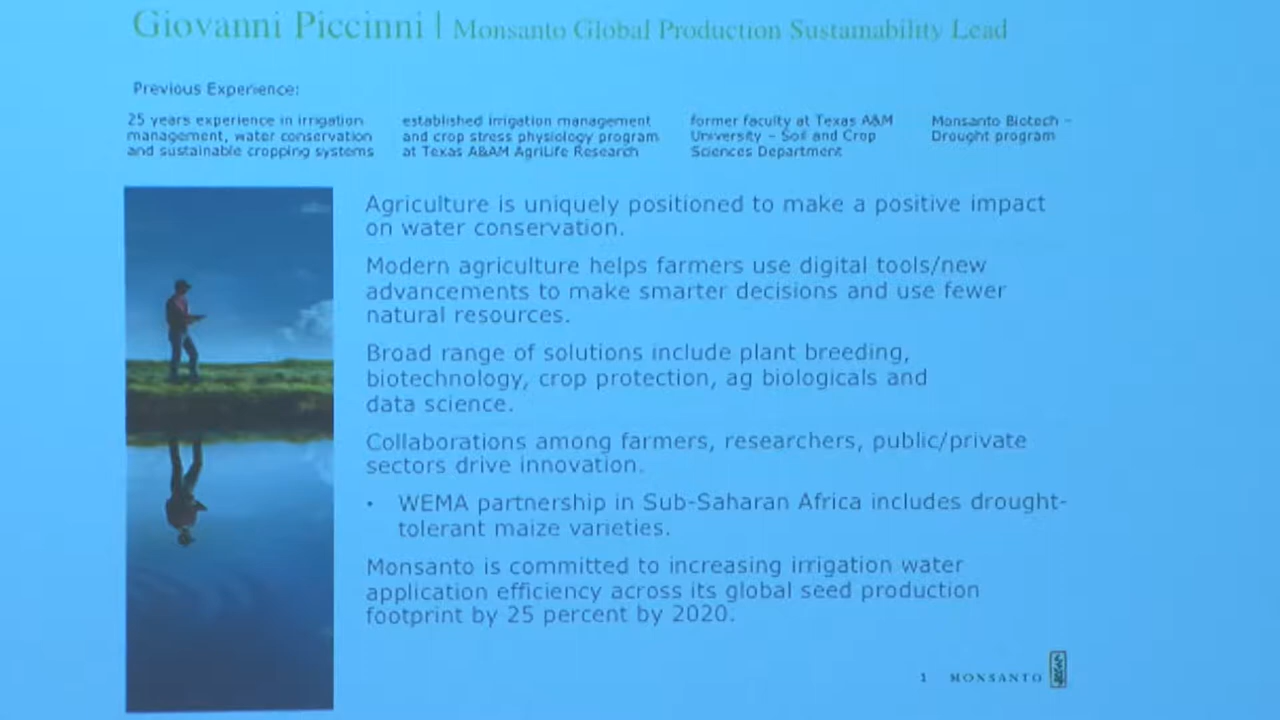 Giovanni Piccinni | Monsanto Global Production Sustainability Lead
Previous Experience:
25 years experience in irrigation
management, water conservation
and sustainable cropping systems
established irrigation management
and crop stress physiology program
at Texas A&AM AgriLife Research
former faculty at Texas A&M
University – Soil and Crop
Sciences Department
Monsanto Biotech –
Drought program
Agriculture is uniquely positioned to make a positive impact
on water conservation.
Modern agriculture helps farmers use digital tools/new
advancements to make smarter decisions and use fewer
natural resources.
Broad range of solutions include plant breeding,
biotechnology, crop protection, ag biologicals and
data science.
Collaborations among farmers, researchers, public/private
sectors drive innovation.
• WEMA partnership in Sub-Saharan Africa includes drought-
tolerant maize varieties.
Monsanto is committed to increasing irrigation water
application efficiency across its global seed production
footprint by 25 percent by 2020.
1 MONSANTO